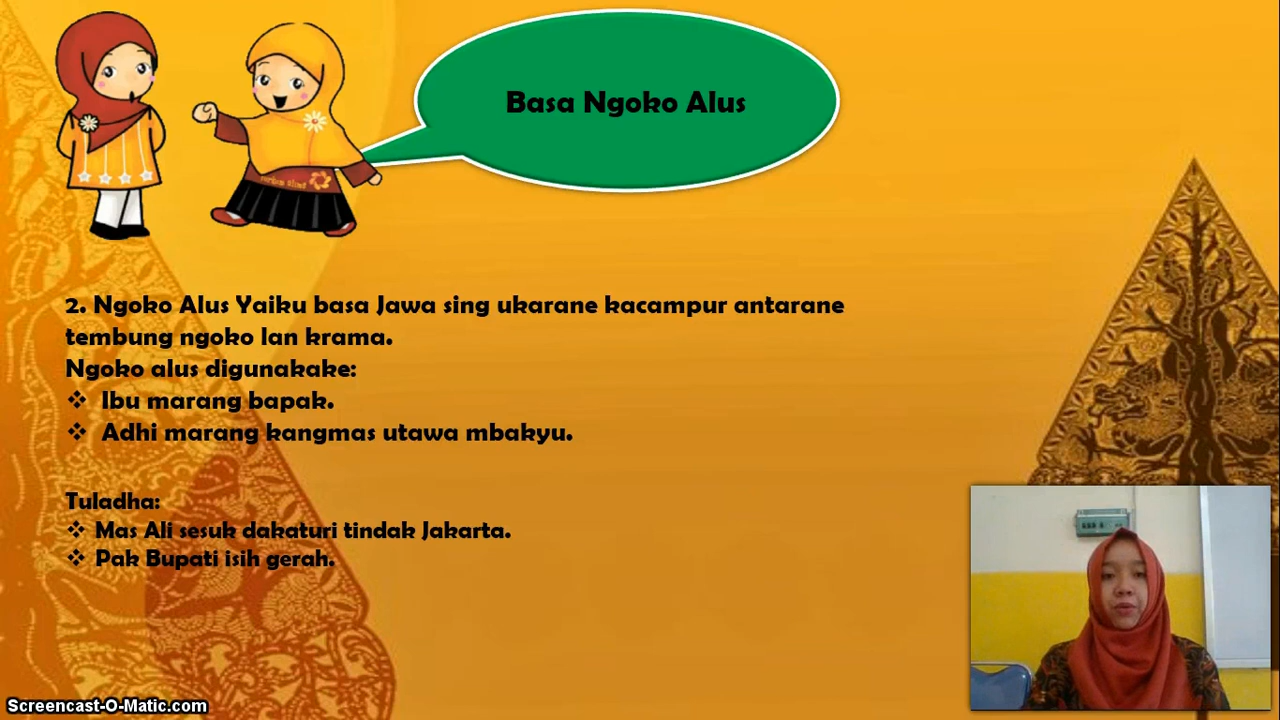 Basa Ngoko Alus
2. Ngoko Alus Yaiku basa Jawa sing ukarane kacampur antarane
tembung ngoko lan krama.
Ngoko alus digunakake:
❖ Ibu marang bapak.
❖ Adhi marang kangmas utawa mbakyu.
Tuladha:
❖ Mas Ali sesuk dakaturi tindak Jakarta.
❖ Pak Bupati isih gerah.
Screencast-O-Matic.com